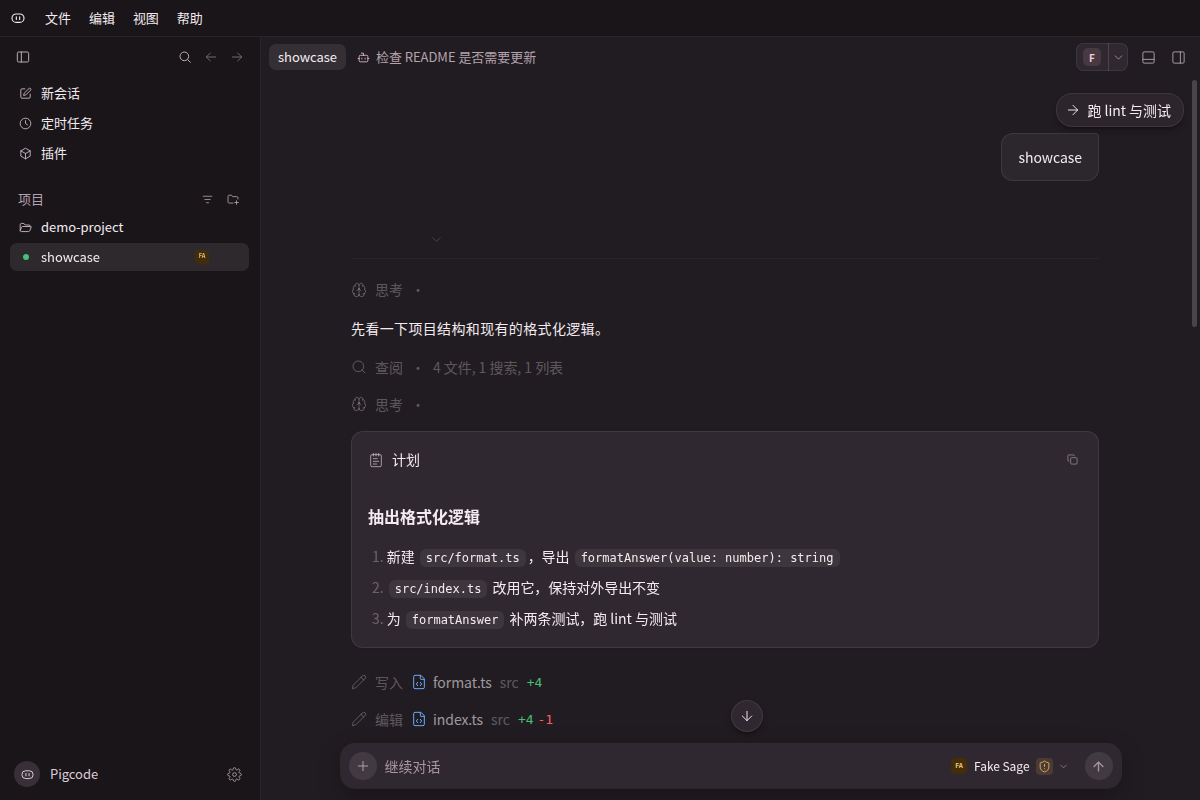 文件 编辑 视图 帮助
新会话
定时任务
插件
项目
demo-project
showcase FA
Pigcode
showcase 检查 README 是否需要更新
F
跑 lint 与测试
showcase
思考 •
先看一下项目结构和现有的格式化逻辑。
查阅 • 4 文件, 1 搜索, 1 列表
思考 •
计划
抽出格式化逻辑
1. 新建 src/format.ts，导出 formatAnswer(value: number): string
2. src/index.ts 改用它，保持对外导出不变
3. 为 formatAnswer 补两条测试，跑 lint 与测试
写入 format.ts src +4
编辑 index.ts src +4 -1
继续对话 FA Fake Sage